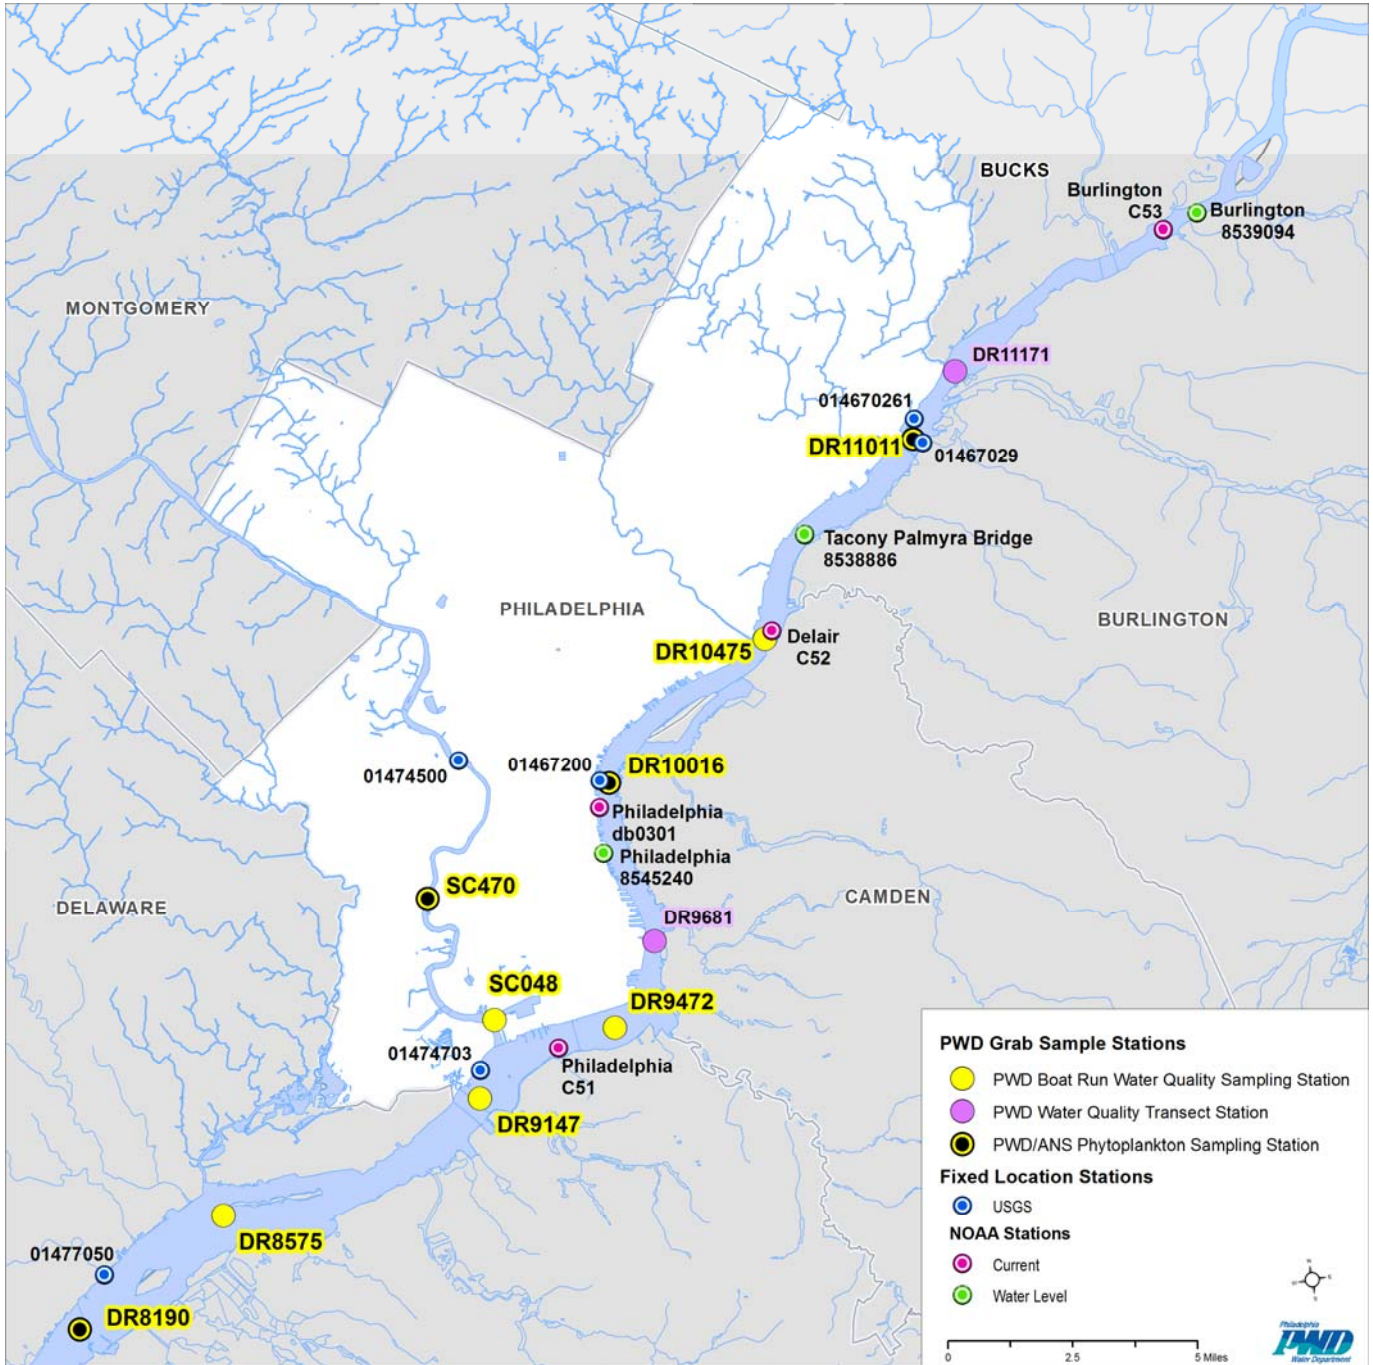 BUCKS
Burlington
C53
Burlington
8539094
MONTGOMERY
DR11171
014670261
DR11011
01467029
Tacony Palmyra Bridge
8538886
PHILADELPHIA
BURLINGTON
Delair
C52
DR10475
01474500
01467200
DR10016
Philadelphia
db0301
Philadelphia
8545240
SC470
DELAWARE
CAMDEN
DR9681
SC048
DR9472
01474703
Philadelphia
C51
DR9147
DR8575
01477050
DR8190
PWD Grab Sample Stations
PWD Boat Run Water Quality Sampling Station
PWD Water Quality Transect Station
PWD/ANS Phytoplankton Sampling Station
Fixed Location Stations
USGS
NOAA Stations
Current
Water Level
N
W E
S
0 2.5 5 Miles
Philadelphia
PWD
Water Department